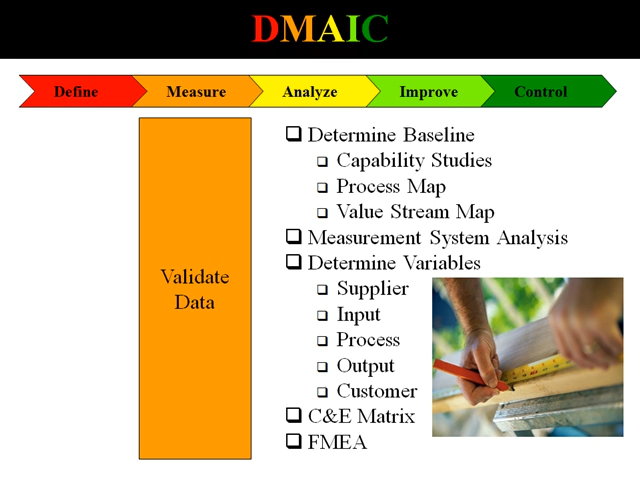 DMAIC
Define Measure Analyze Improve Control
Validate
Data
Determine Baseline
Capability Studies
Process Map
Value Stream Map
Measurement System Analysis
Determine Variables
Supplier
Input
Process
Output
Customer
C&E Matrix
FMEA